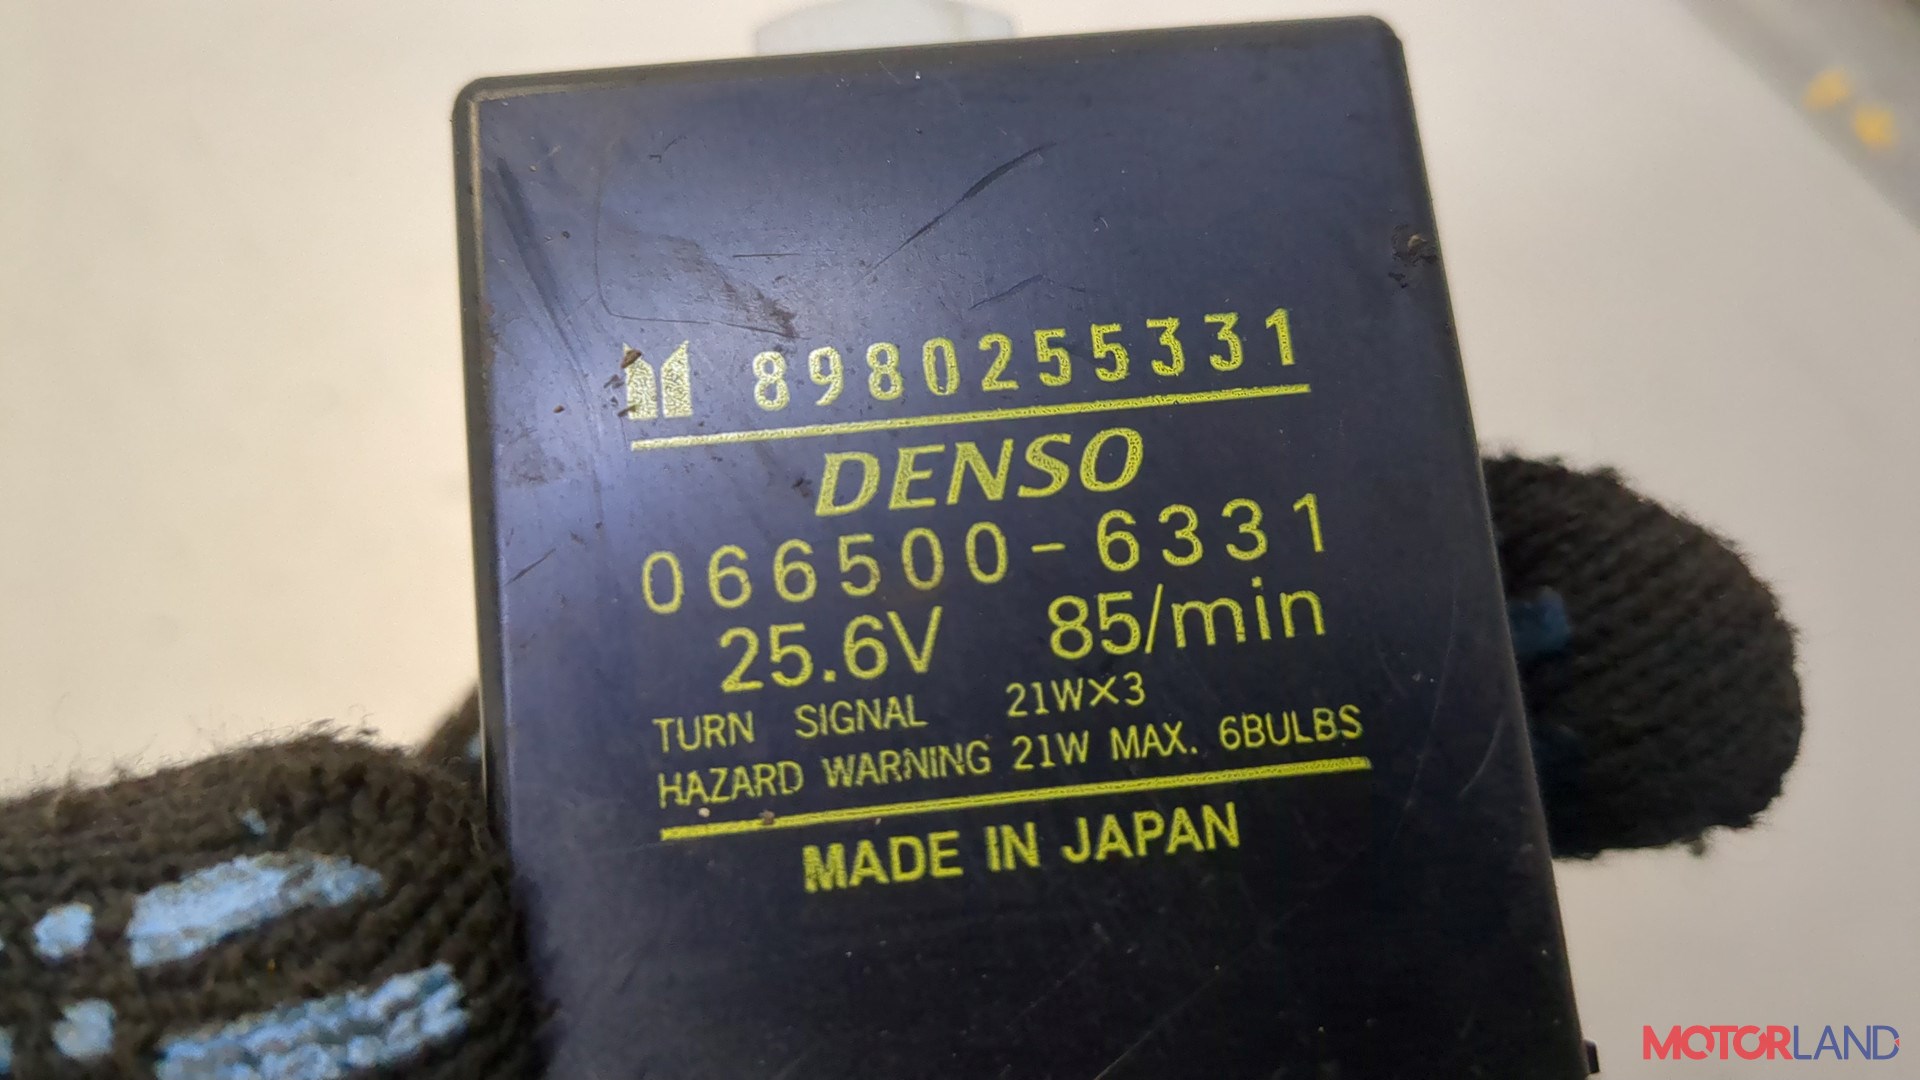 8980255331
DENSO
066500-6331
25.6V 85/min
TURN SIGNAL 21W×3
HAZARD WARNING 21W MAX. 6BULBS
MADE IN JAPAN
MOTORLAND